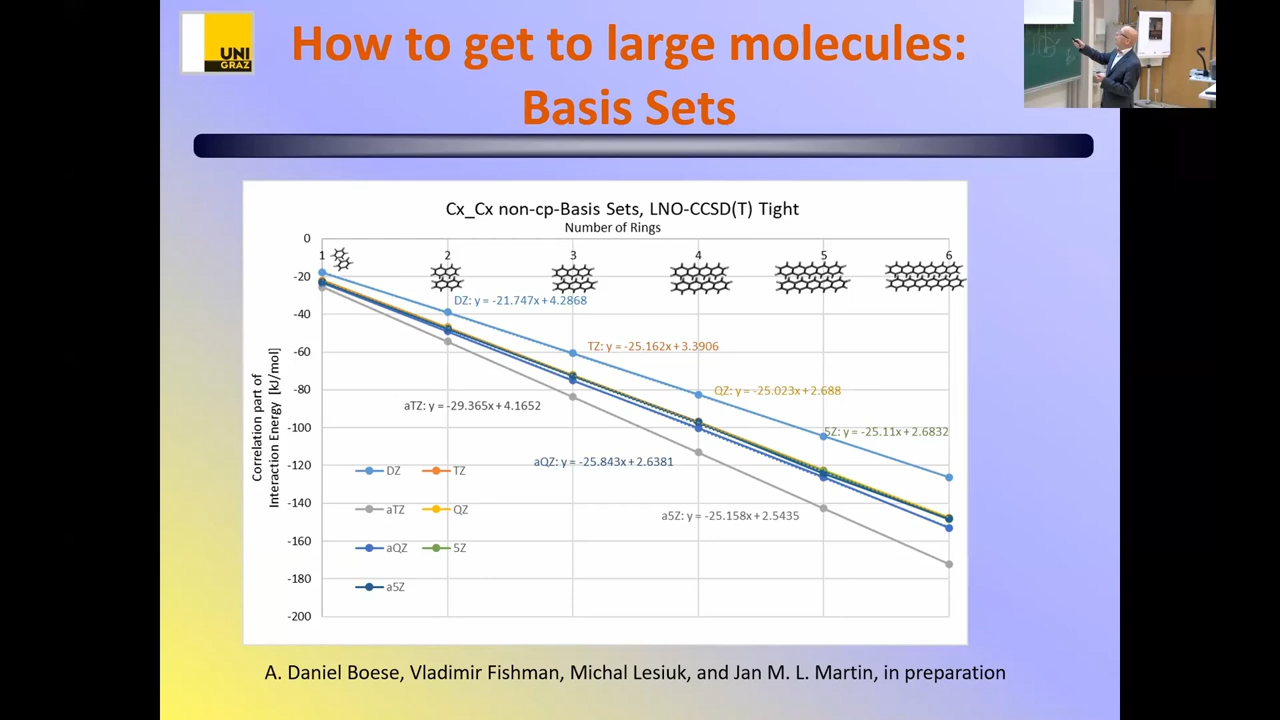 UNI
GRAZ
How to get to large molecules:
Basis Sets
Cx_Cx non-cp-Basis Sets, LNO-CCSD(T) Tight
Number of Rings
0
1
2
3
4
5
6
-20
-40
-60
-80
-100
-120
-140
-160
-180
-200
Correlation part of
Interaction Energy [kJ/mol]
DZ: y = -21.747x + 4.2868
TZ: y = -25.162x + 3.3906
QZ: y = -25.023x + 2.688
aTZ: y = -29.365x + 4.1652
5Z: y = -25.11x + 2.6832
aQZ: y = -25.843x + 2.6381
a5Z: y = -25.158x + 2.5435
DZ
TZ
aTZ
QZ
aQZ
5Z
a5Z
A. Daniel Boese, Vladimir Fishman, Michal Lesiuk, and Jan M. L. Martin, in preparation